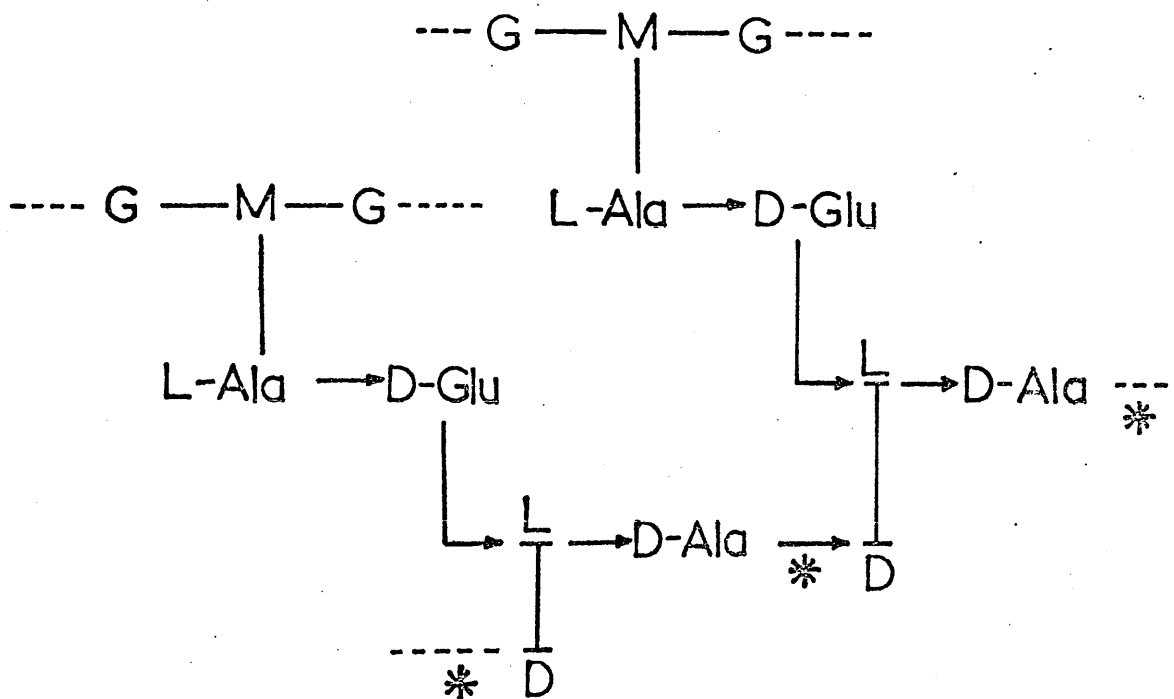 ---- G — M — G ----
---- G — M — G ----
L-Ala → D-Glu
L-Ala → D-Glu
L → D-Ala ---
*
L → D-Ala → D
*
---- D
*